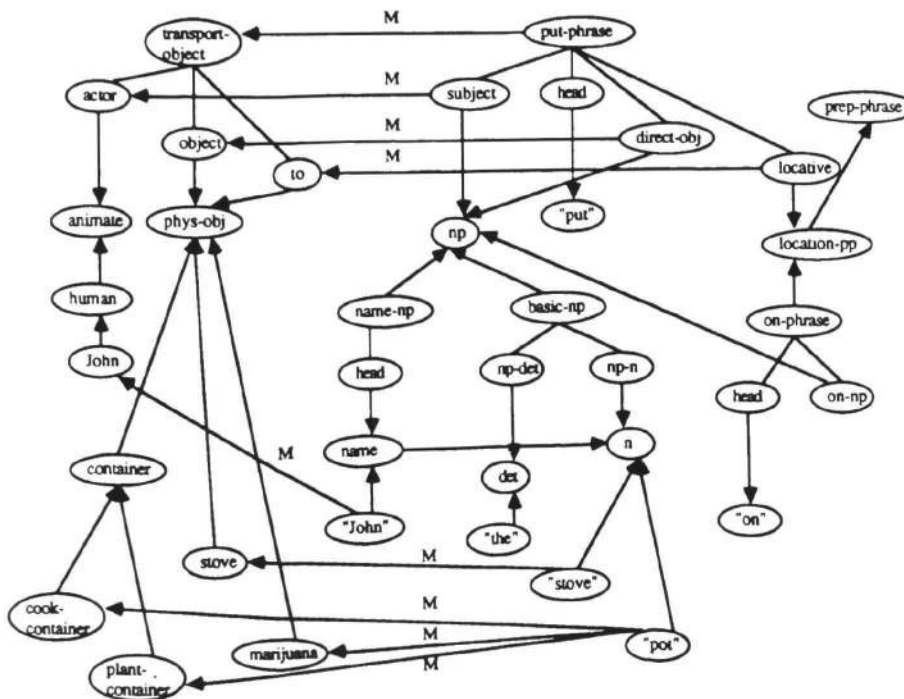 M
transport-
object
put-phrase
M
actor
subject
head
prep-phrase
M
object
direct-obj
M
to
locative
animate
phys-obj
"put"
np
location-pp
human
name-np
basic-np
on-phrase
John
head
np-det
np-n
head
on-np
name
n
container
M
det
"John"
"the"
"on"
stove
M
"stove"
cook-
container
M
M
marijuana
"pot"
plant-
container
M